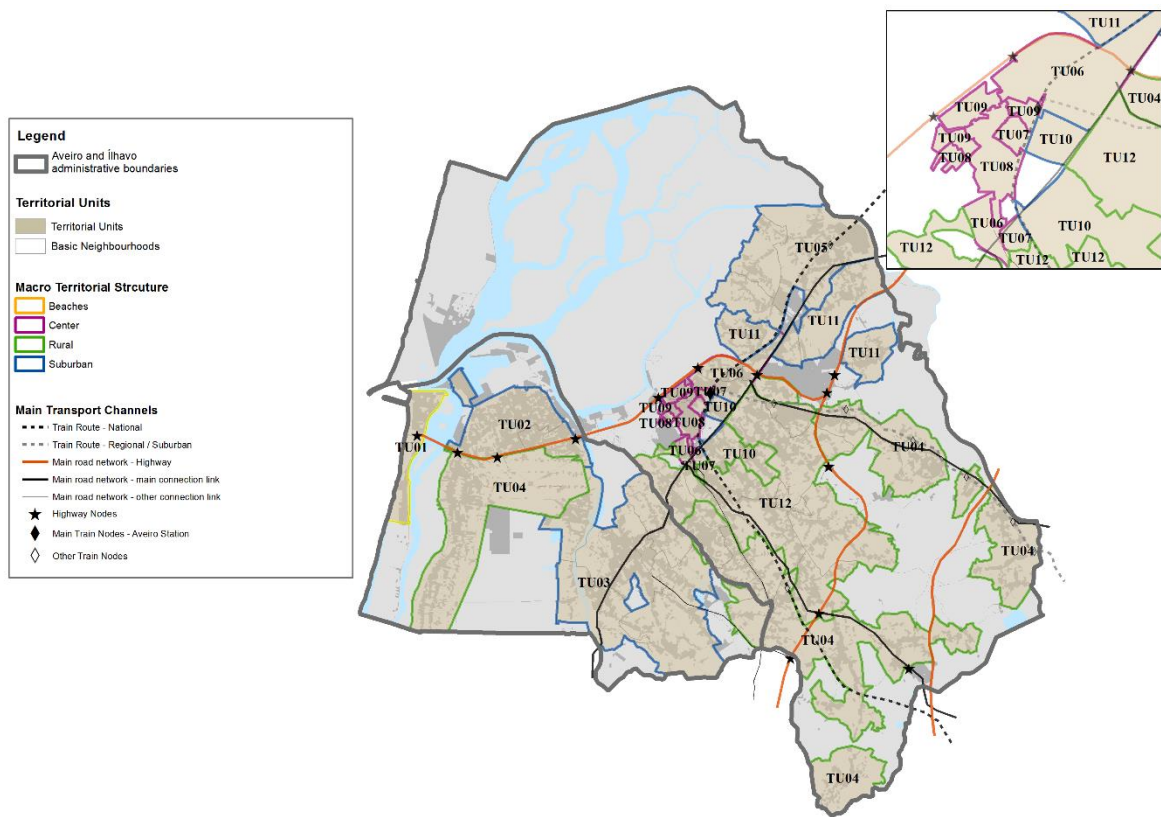 Legend
Aveiro and Ílhavo
administrative boundaries
Territorial Units
Territorial Units
Basic Neighbourhoods
Macro Territorial Strcuture
Beaches
Center
Rural
Suburban
Main Transport Channels
Train Route - National
Train Route - Regional / Suburban
Main road network - Highway
Main road network - main connection link
Main road network - other connection link
Highway Nodes
Main Train Nodes - Aveiro Station
Other Train Nodes
TU05
TU11
TU11
TU11
TU06
TU09
TU07
TU09
TU10
TU08
TU08
TU06
TU07
TU10
TU02
TU01
TU04
TU04
TU12
TU03
TU04
TU04
TU04
TU11
TU06
TU04
TU09
TU09
TU07
TU10
TU09
TU08
TU08
TU12
TU06
TU07
TU10
TU12
TU12
TU12